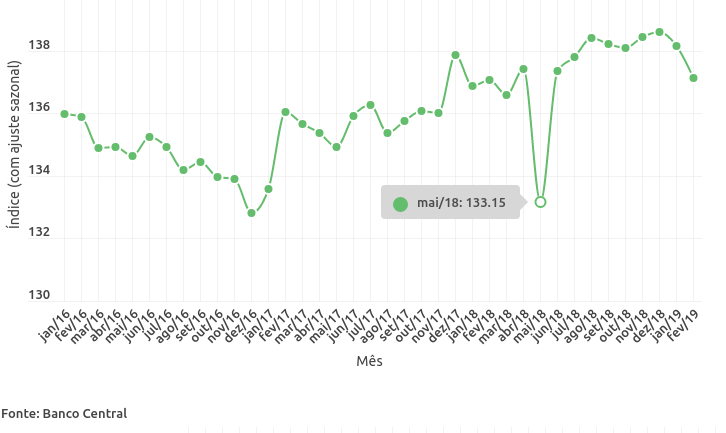 138
136
134
132
130
Índice (com ajuste sazonal)
mai/18: 133.15
jan/16
fev/16
mar/16
abr/16
mai/16
jun/16
jul/16
ago/16
set/16
out/16
nov/16
dez/16
jan/17
fev/17
mar/17
abr/17
mai/17
jun/17
jul/17
ago/17
set/17
out/17
nov/17
dez/17
jan/18
fev/18
mar/18
abr/18
mai/18
jun/18
jul/18
ago/18
set/18
out/18
nov/18
dez/18
jan/19
fev/19
Mês
Fonte: Banco Central